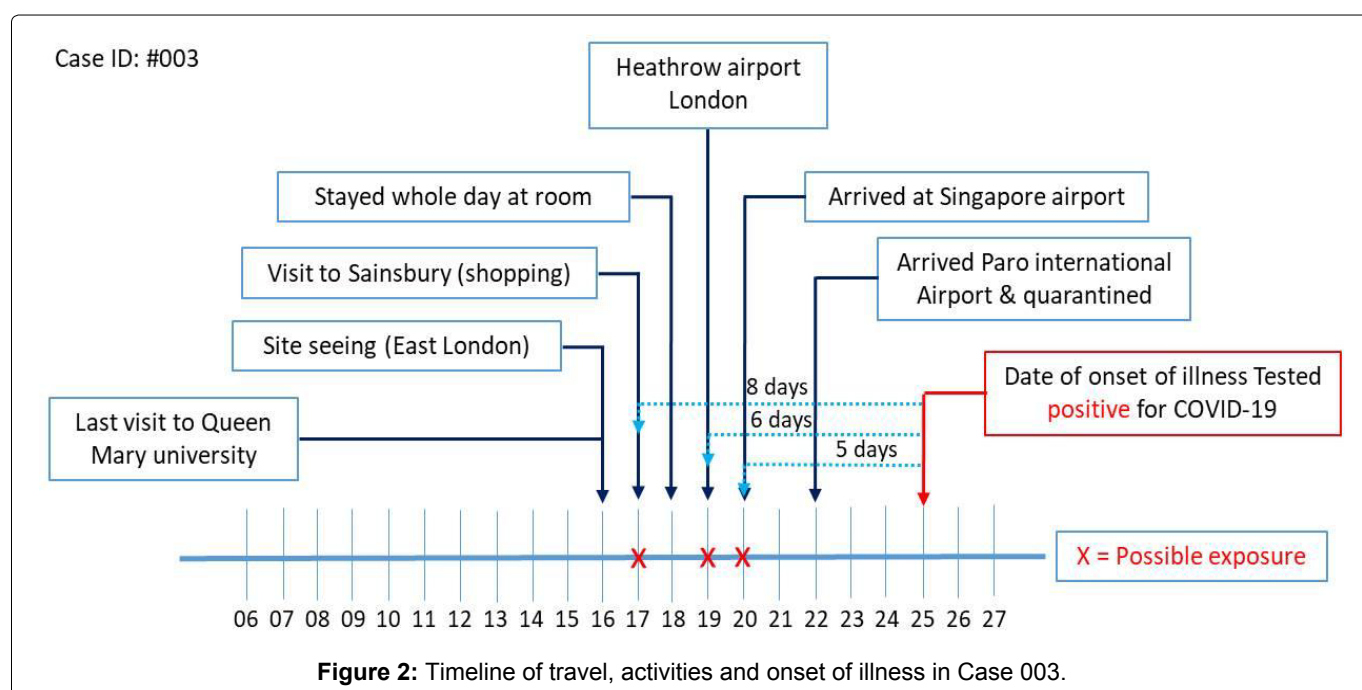 Case ID: #003
Heathrow airport
London
Stayed whole day at room
Arrived at Singapore airport
Visit to Sainsbury (shopping)
Arrived Paro international
Airport & quarantined
Site seeing (East London)
8 days
Date of onset of illness Tested
positive for COVID-19
6 days
Last visit to Queen
Mary university
5 days
X X X
X = Possible exposure
06 07 08 09 10 11 12 13 14 15 16 17 18 19 20 21 22 23 24 25 26 27
Figure 2: Timeline of travel, activities and onset of illness in Case 003.